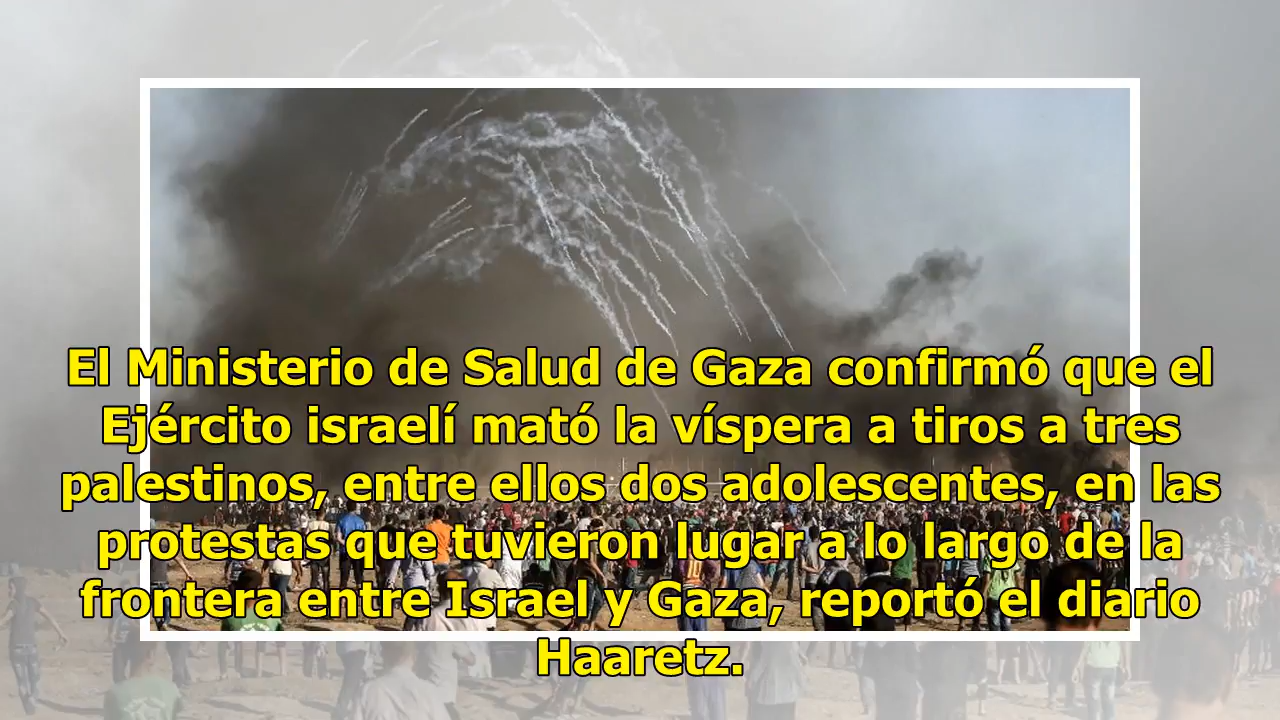 El Ministerio de Salud de Gaza confirmó que el
Ejército israelí mató la víspera a tiros a tres
palestinos, entre ellos dos adolescentes, en las
protestas que tuvieron lugar a lo largo de la
frontera entre Israel y Gaza, reportó el diario
Haaretz.